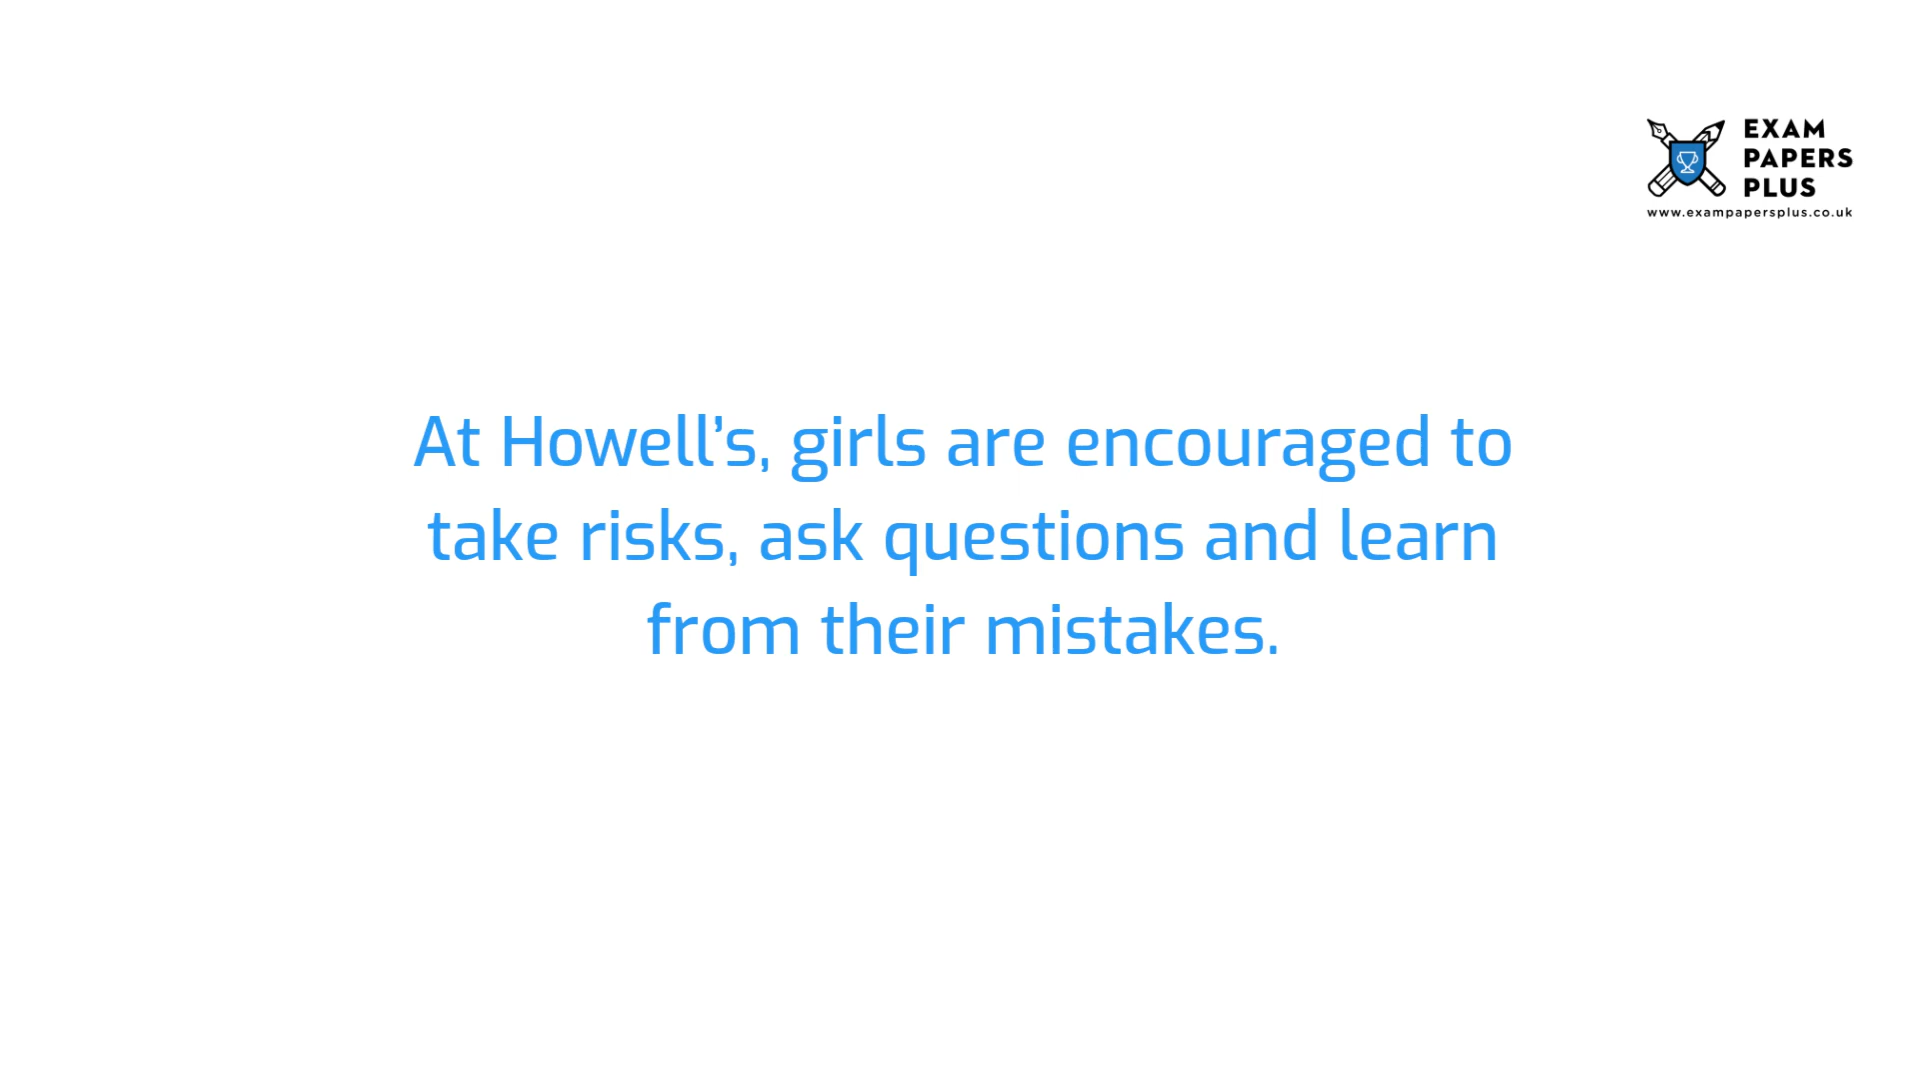 EXAM
PAPERS
PLUS
www.exampapersplus.co.uk
At Howell’s, girls are encouraged to
take risks, ask questions and learn
from their mistakes.